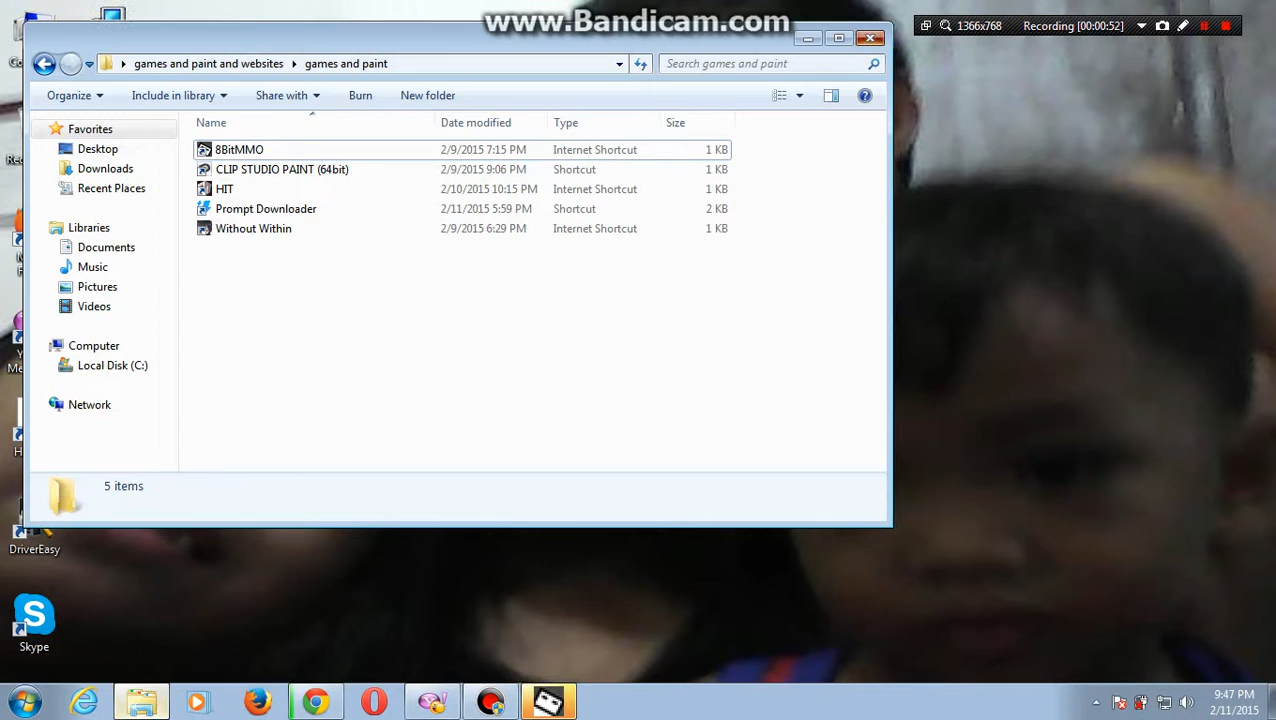 www.Bandicam.com
1366x768 Recording [00:00:52]
games and paint and websites games and paint Search games and paint
Organize Include in library Share with Burn New folder
Name Date modified Type Size
Favorites
Desktop
Downloads
Recent Places
Libraries
Documents
Music
Pictures
Videos
Computer
Local Disk (C:)
Network
8BitMMO 2/9/2015 7:15 PM Internet Shortcut 1 KB
CLIP STUDIO PAINT (64bit) 2/9/2015 9:06 PM Shortcut 1 KB
HIT 2/10/2015 10:15 PM Internet Shortcut 1 KB
Prompt Downloader 2/11/2015 5:59 PM Shortcut 2 KB
Without Within 2/9/2015 6:29 PM Internet Shortcut 1 KB
5 items
DriverEasy
Skype
9:47 PM
2/11/2015